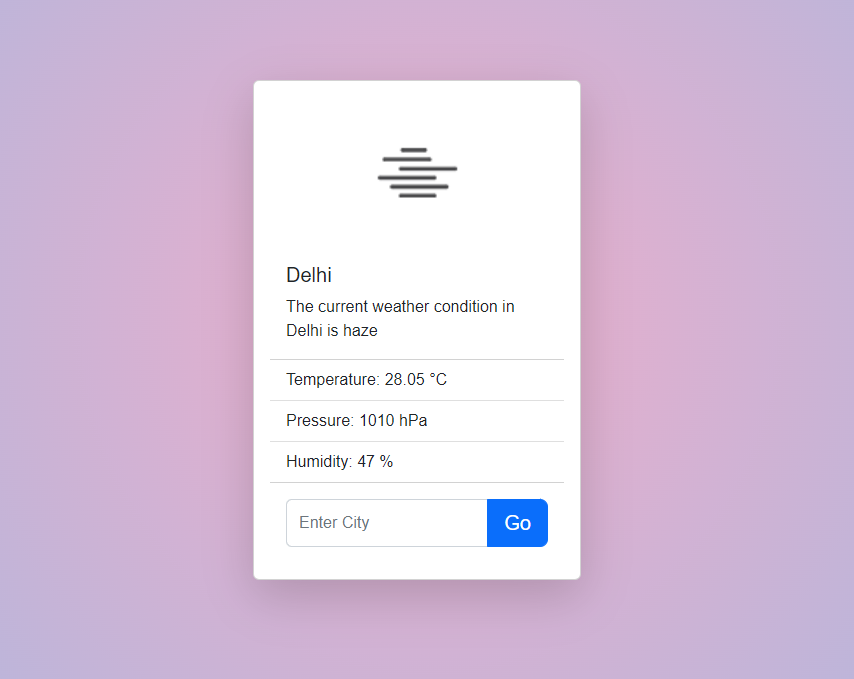 Delhi
The current weather condition in
Delhi is haze
Temperature: 28.05 °C
Pressure: 1010 hPa
Humidity: 47 %
Enter City
Go